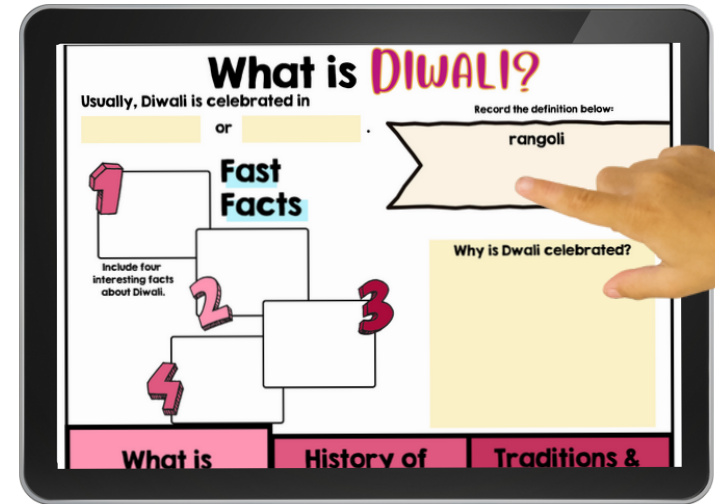 What is DIWALI?
Usually, Diwali is celebrated in
or .
Record the definition below:
rangoli
1
Fast
Facts
Include four
interesting facts
about Diwali.
2
3
4
Why is Dwali celebrated?
What is
History of
Traditions &